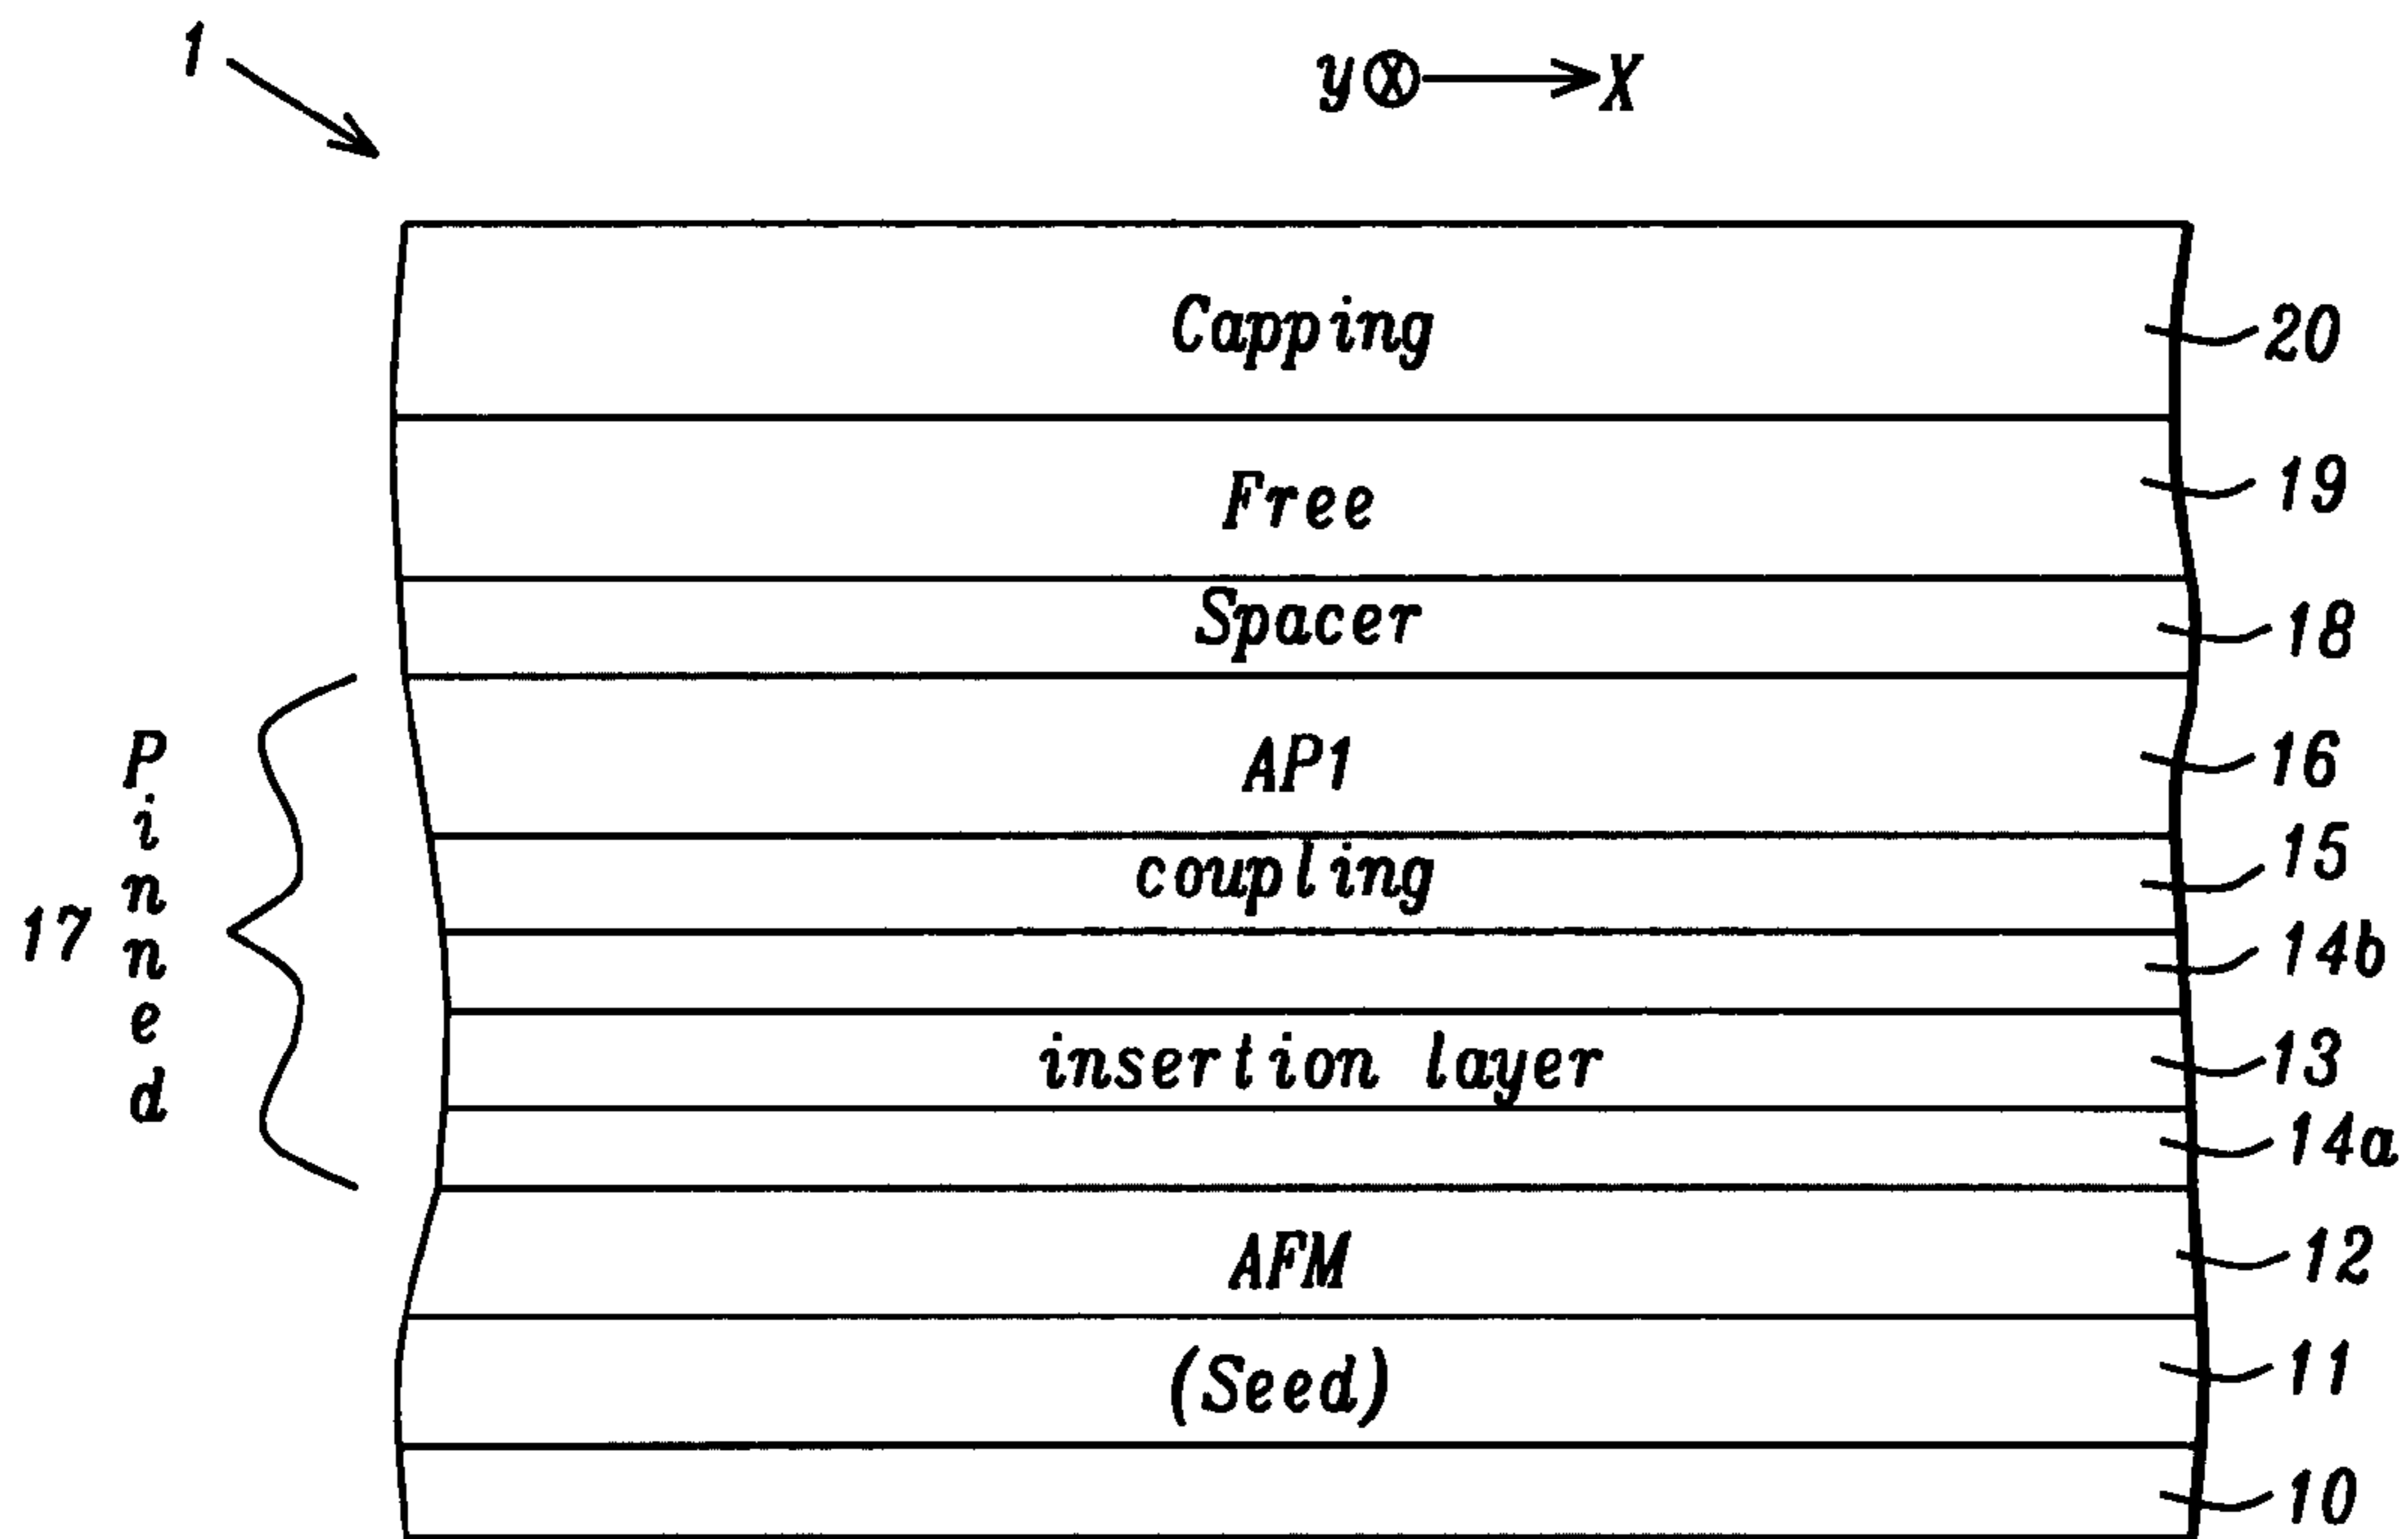 1
y X
Capping 20
Free 19
Spacer 18
AP1 16
coupling 15
14b
insertion layer 13
14a
17 Pinned
AFM 12
(Seed) 11
10